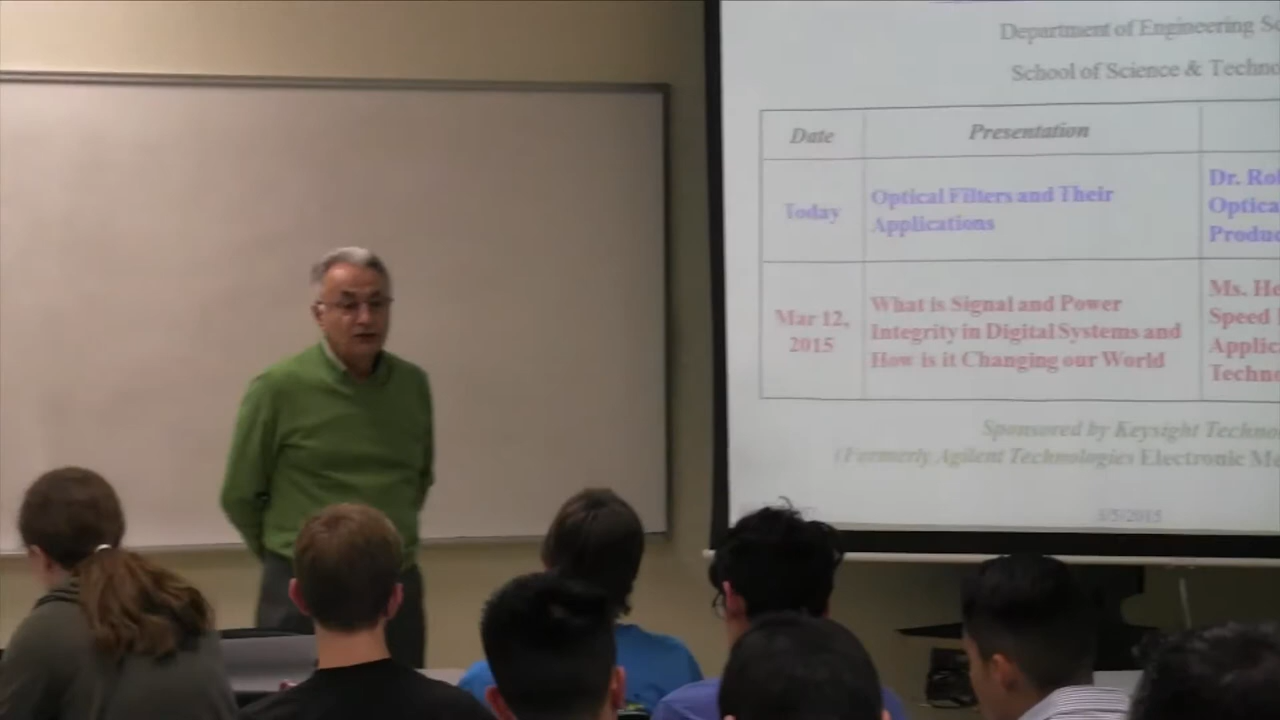 Department of Engineering Sc
School of Science & Techno
Date
Presentation
Today
Optical Filters and Their
Applications
Dr. Rol
Optica
Produc
Mar 12,
2015
What is Signal and Power
Integrity in Digital Systems and
How is it Changing our World
Ms. He
Speed
Applic
Techno
Sponsored by Keysight Techno
(Formerly Agilent Technologies Electronic Me
3/5/2015